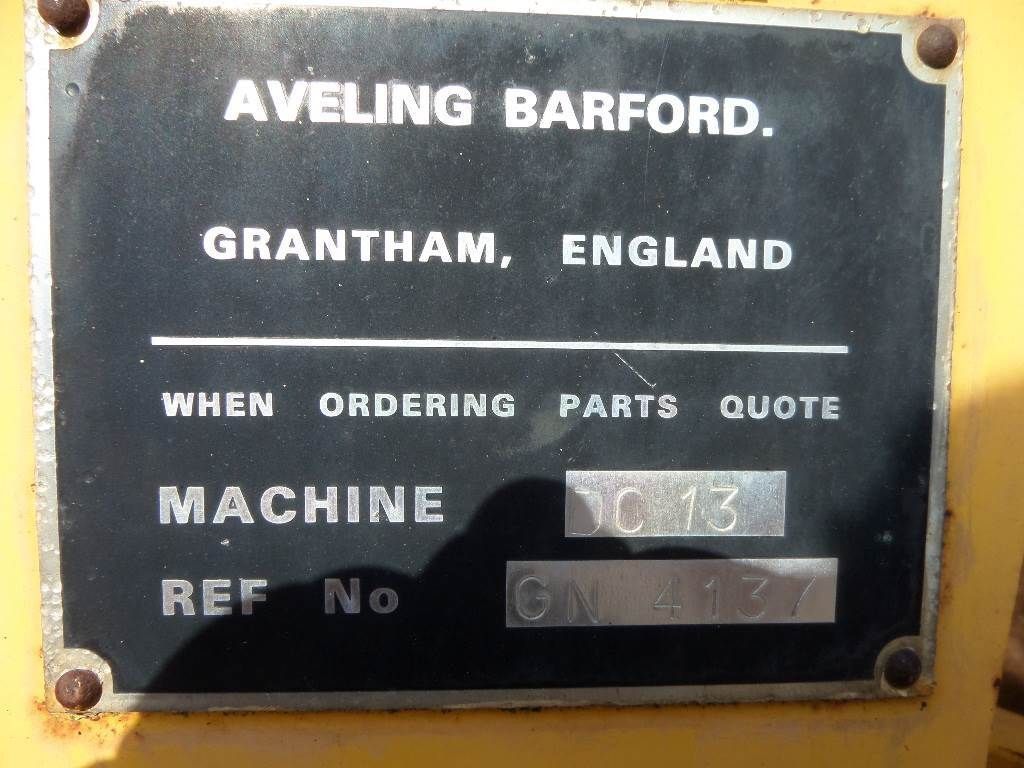 AVELING BARFORD.
GRANTHAM, ENGLAND
WHEN ORDERING PARTS QUOTE
MACHINE DC 13
REF No GN 4137